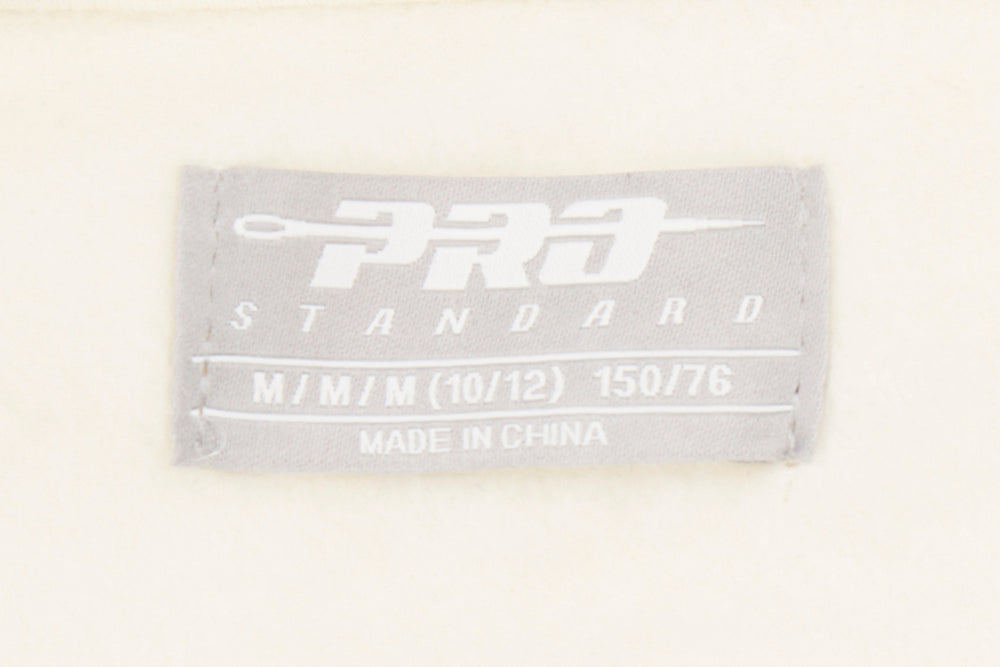 PRO
STANDARD
M/M/M (10/12) 150/76
MADE IN CHINA